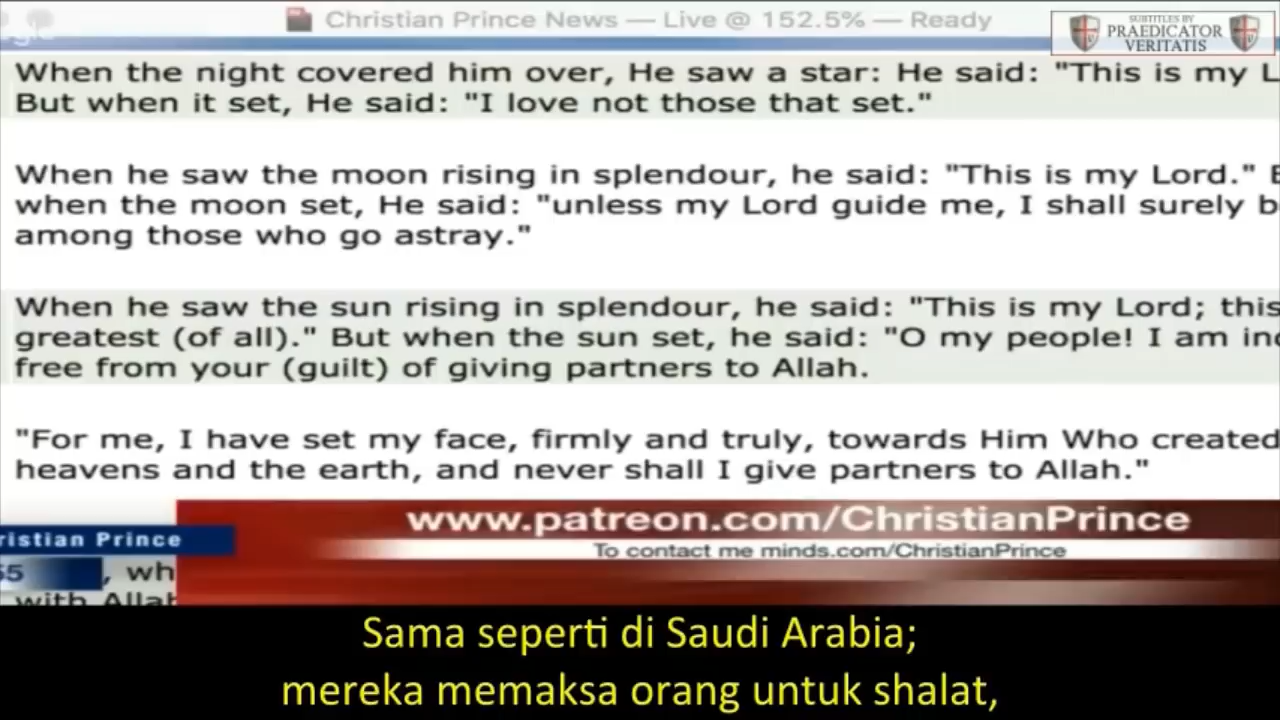 Christian Prince News — Live @ 152.5% — Ready
SUBTITLES BY
PRAEDICATOR
VERITATIS
When the night covered him over, He saw a star: He said: "This is my L
But when it set, He said: "I love not those that set."
When he saw the moon rising in splendour, he said: "This is my Lord."
when the moon set, He said: "unless my Lord guide me, I shall surely b
among those who go astray."
When he saw the sun rising in splendour, he said: "This is my Lord; this
greatest (of all)." But when the sun set, he said: "O my people! I am
free from your (guilt) of giving partners to Allah.
"For me, I have set my face, firmly and truly, towards Him Who created
heavens and the earth, and never shall I give partners to Allah."
www.patreon.com/ChristianPrince
ristian Prince
To contact me minds.com/ChristianPrince
, wh
with Allah
Sama seperti di Saudi Arabia;
mereka memaksa orang untuk shalat,